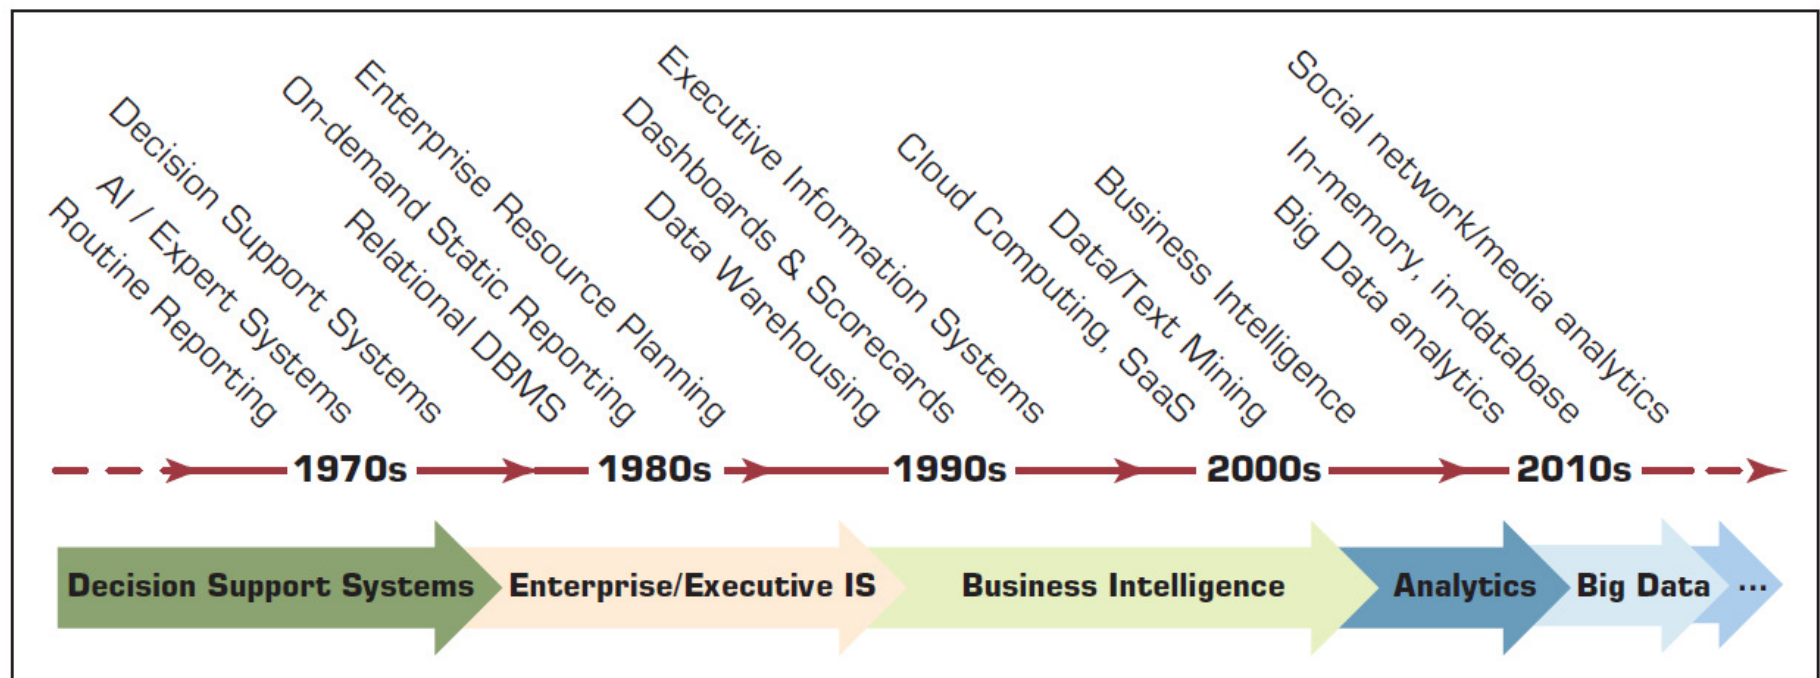 Routine Reporting
AI / Expert Systems
Decision Support Systems
Relational DBMS
On-demand Static Reporting
Enterprise Resource Planning
Data Warehousing
Dashboards & Scorecards
Executive Information Systems
Cloud Computing, SaaS
Data/Text Mining
Business Intelligence
Big Data analytics
In-memory, in-database
Social network/media analytics
1970s
1980s
1990s
2000s
2010s
Decision Support Systems
Enterprise/Executive IS
Business Intelligence
Analytics
Big Data
...